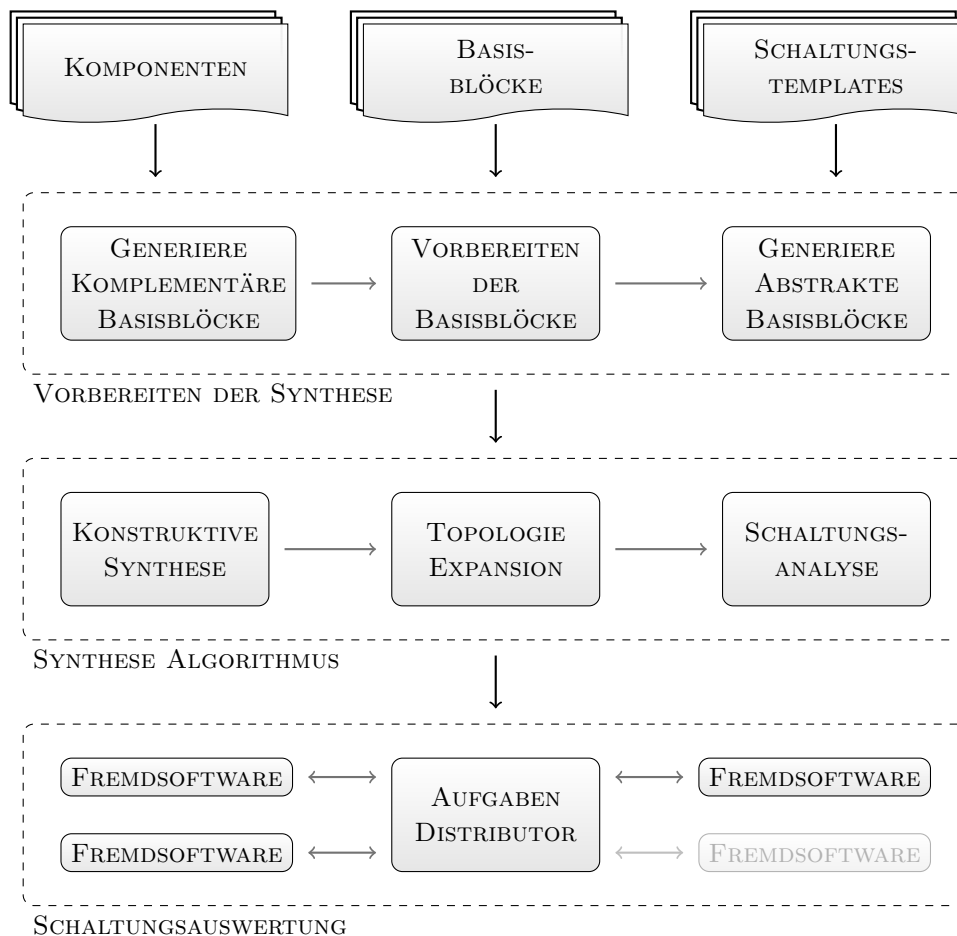 Komponenten
Basis-
blöcke
Schaltungs-
templates
Generiere
Komplementäre
Basisblöcke
Vorbereiten
der
Basisblöcke
Generiere
Abstrakte
Basisblöcke
Vorbereiten der Synthese
Konstruktive
Synthese
Topologie
Expansion
Schaltungs-
analyse
Synthese Algorithmus
Fremdsoftware
Fremdsoftware
Aufgaben
Distributor
Fremdsoftware
Fremdsoftware
Schaltungsauswertung